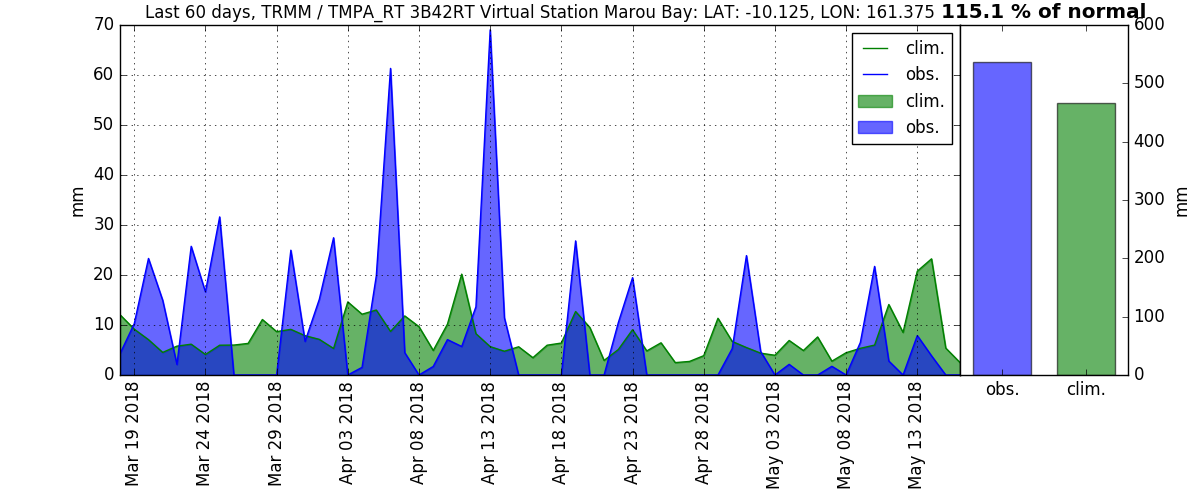 Last 60 days, TRMM / TMPA_RT 3B42RT Virtual Station Marou Bay: LAT: -10.125, LON: 161.375 115.1 % of normal
70
60
50
40
30
20
10
0
mm
clim.
obs.
clim.
obs.
Mar 19 2018
Mar 24 2018
Mar 29 2018
Apr 03 2018
Apr 08 2018
Apr 13 2018
Apr 18 2018
Apr 23 2018
Apr 28 2018
May 03 2018
May 08 2018
May 13 2018
600
500
400
300
200
100
0
mm
obs.
clim.